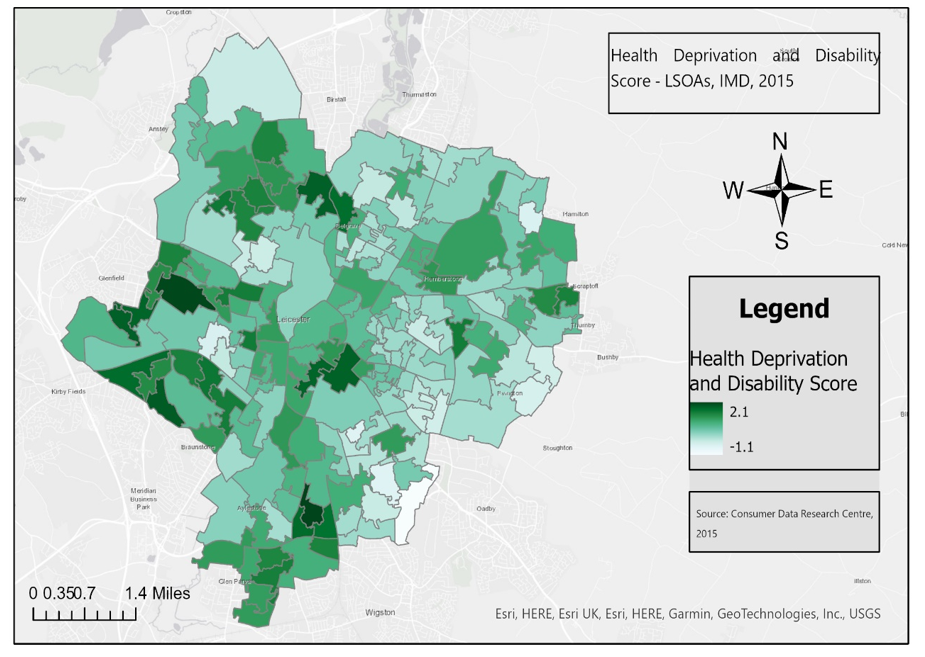 Cropston
Health Deprivation and Disability
Score - LSOAs, IMD, 2015
Birstall
Thurmaston
Anstey
N
W
E
S
Hamilton
Glenfield
Humberstone
Scraptoft
Leicester
Thurnby
Bushby
Kirby Fields
Evington
Braunstone
Stoughton
Meridian
Business
Park
Aylestone
Oadby
Glen Parva
Wigston
Illston
Legend
Health Deprivation
and Disability Score
2.1
-1.1
Source: Consumer Data Research Centre,
2015
0 0.350.7 1.4 Miles
Esri, HERE, Esri UK, Esri, HERE, Garmin, GeoTechnologies, Inc., USGS